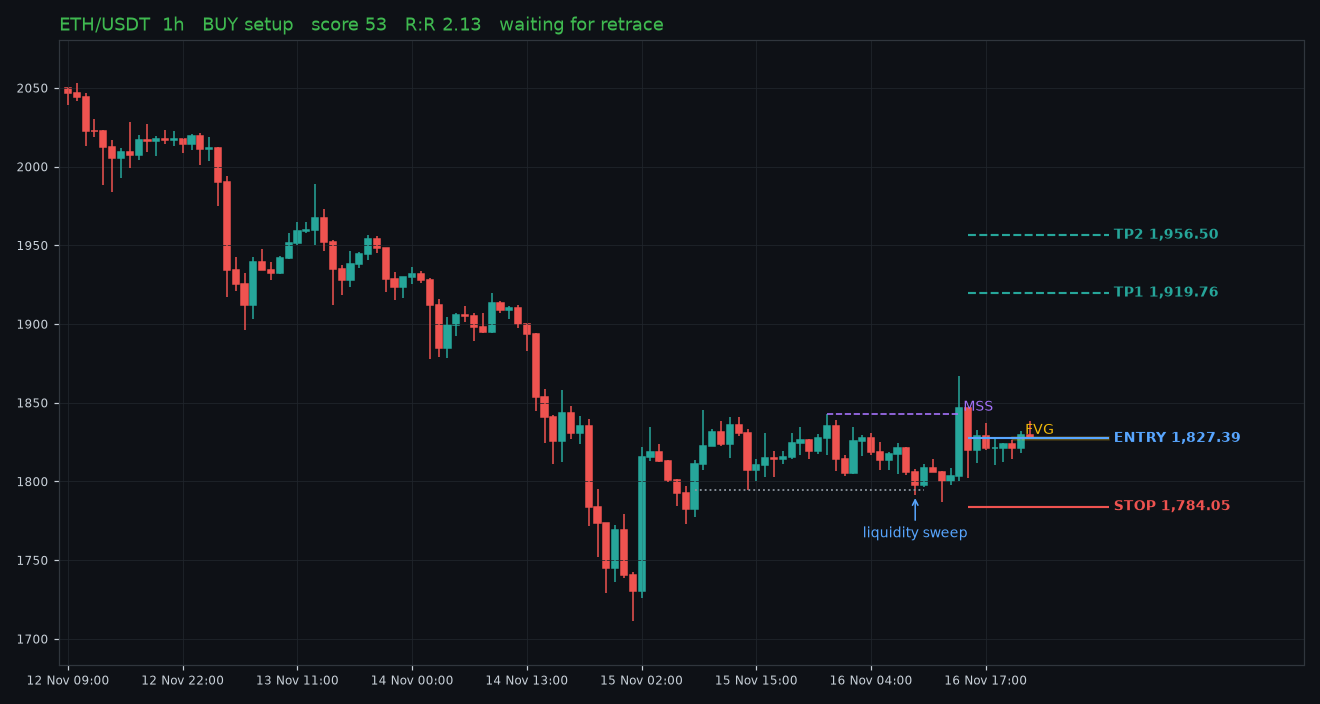 ETH/USDT 1h BUY setup score 53 R:R 2.13 waiting for retrace
2050
2000
1950
1900
1850
1800
1750
1700
TP2 1,956.50
TP1 1,919.76
MSS
FVG
ENTRY 1,827.39
STOP 1,784.05
liquidity sweep
12 Nov 09:00
12 Nov 22:00
13 Nov 11:00
14 Nov 00:00
14 Nov 13:00
15 Nov 02:00
15 Nov 15:00
16 Nov 04:00
16 Nov 17:00